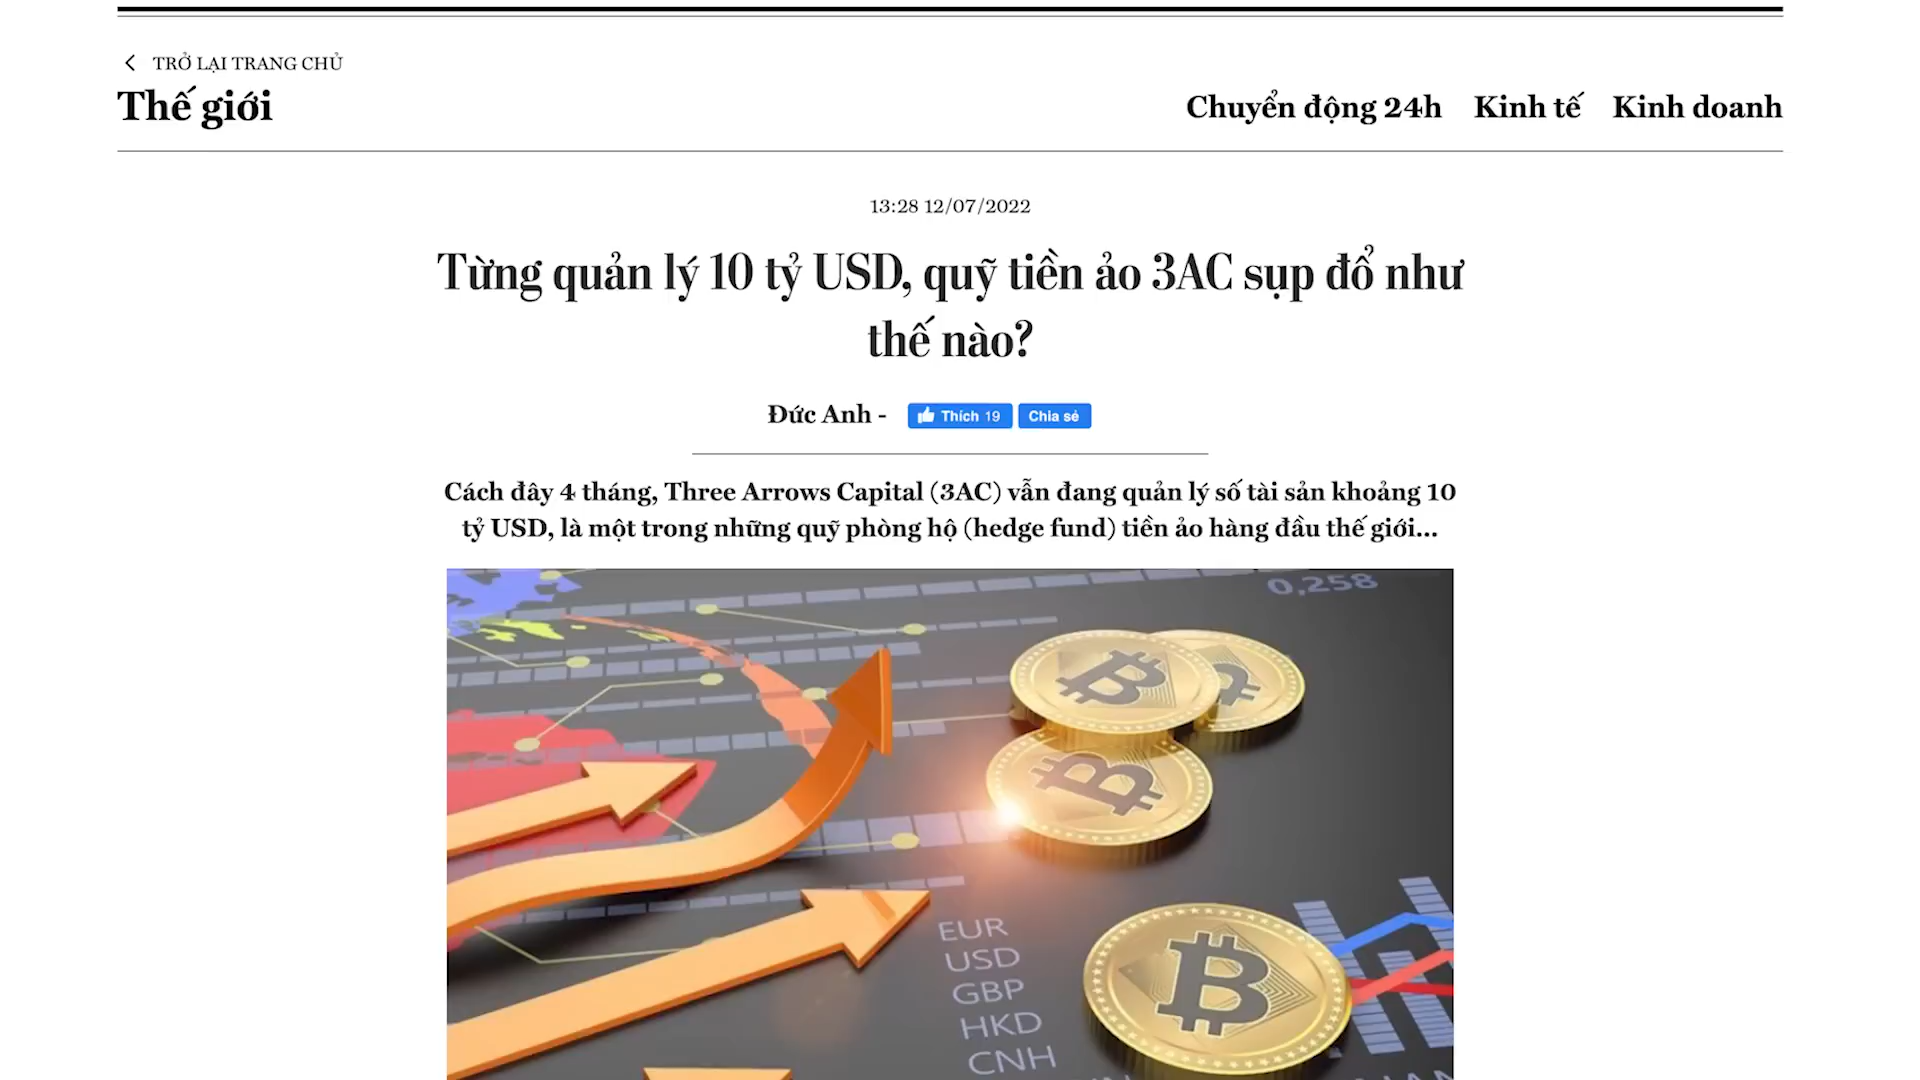 TRỞ LẠI TRANG CHỦ
Thế giới
Chuyển động 24h Kinh tế Kinh doanh
13:28 12/07/2022
Từng quản lý 10 tỷ USD, quỹ tiền ảo 3AC sụp đổ như
thế nào?
Đức Anh - Thích 19 Chia sẻ
Cách đây 4 tháng, Three Arrows Capital (3AC) vẫn đang quản lý số tài sản khoảng 10
tỷ USD, là một trong những quỹ phòng hộ (hedge fund) tiền ảo hàng đầu thế giới...
0,258
EUR
USD
GBP
HKD
CNH